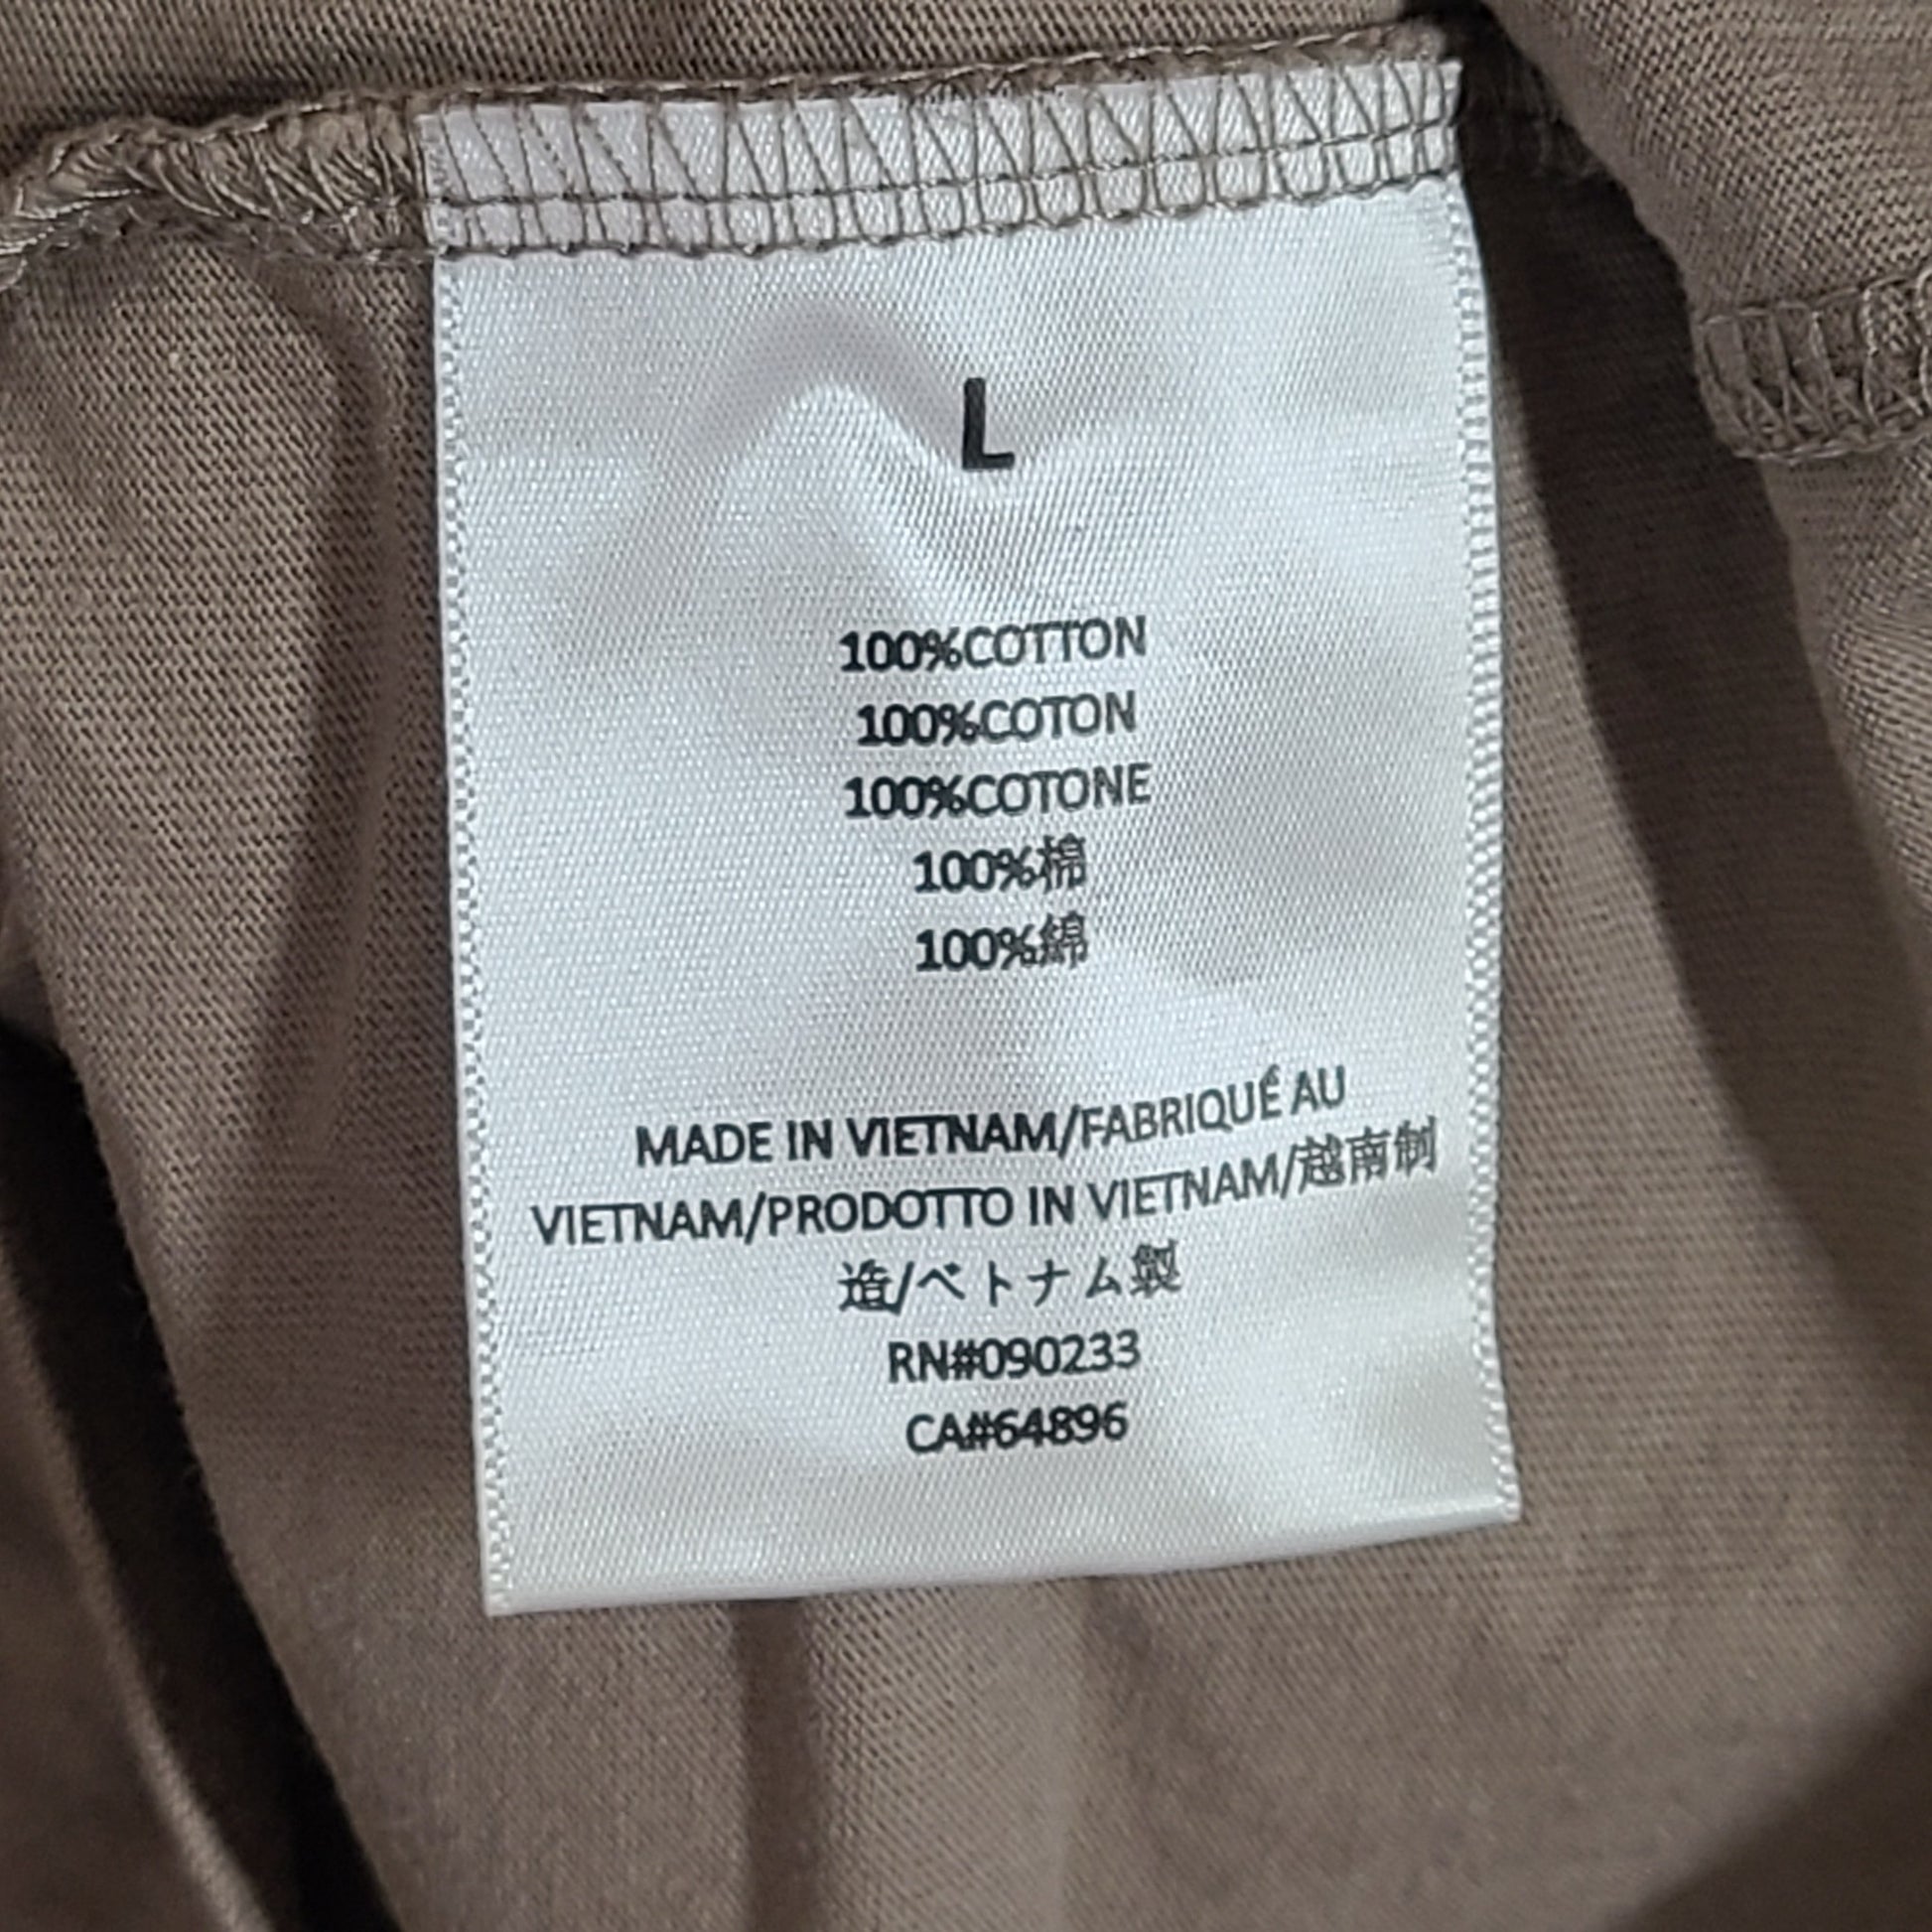 L
100%COTTON
100%COTON
100%COTONE
100%棉
100%綿
MADE IN VIETNAM/FABRIQUÉ AU
VIETNAM/PRODOTTO IN VIETNAM/越南制
造/ベトナム製
RN#090233
CA#64896